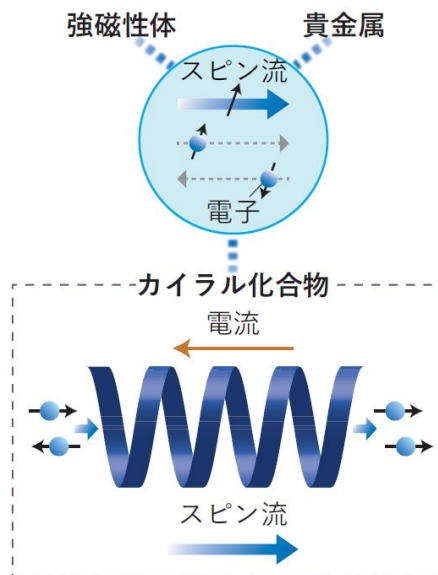 強磁性体
貴金属
スピン流
電子
カイラル化合物
電流
スピン流